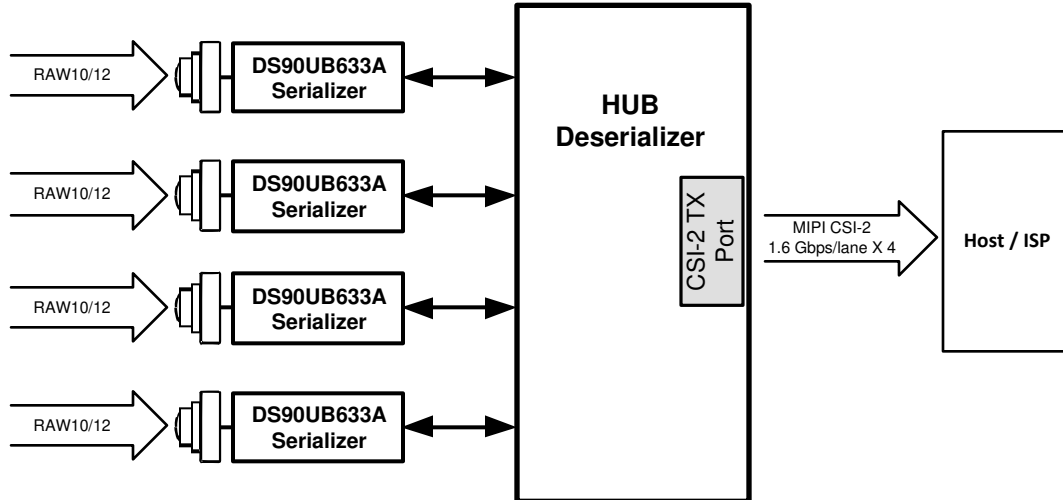 RAW10/12
DS90UB633A
Serializer
RAW10/12
DS90UB633A
Serializer
RAW10/12
DS90UB633A
Serializer
RAW10/12
DS90UB633A
Serializer
HUB
Deserializer
CSI-2 TX
Port
MIPI CSI-2
1.6 Gbps/lane X 4
Host / ISP